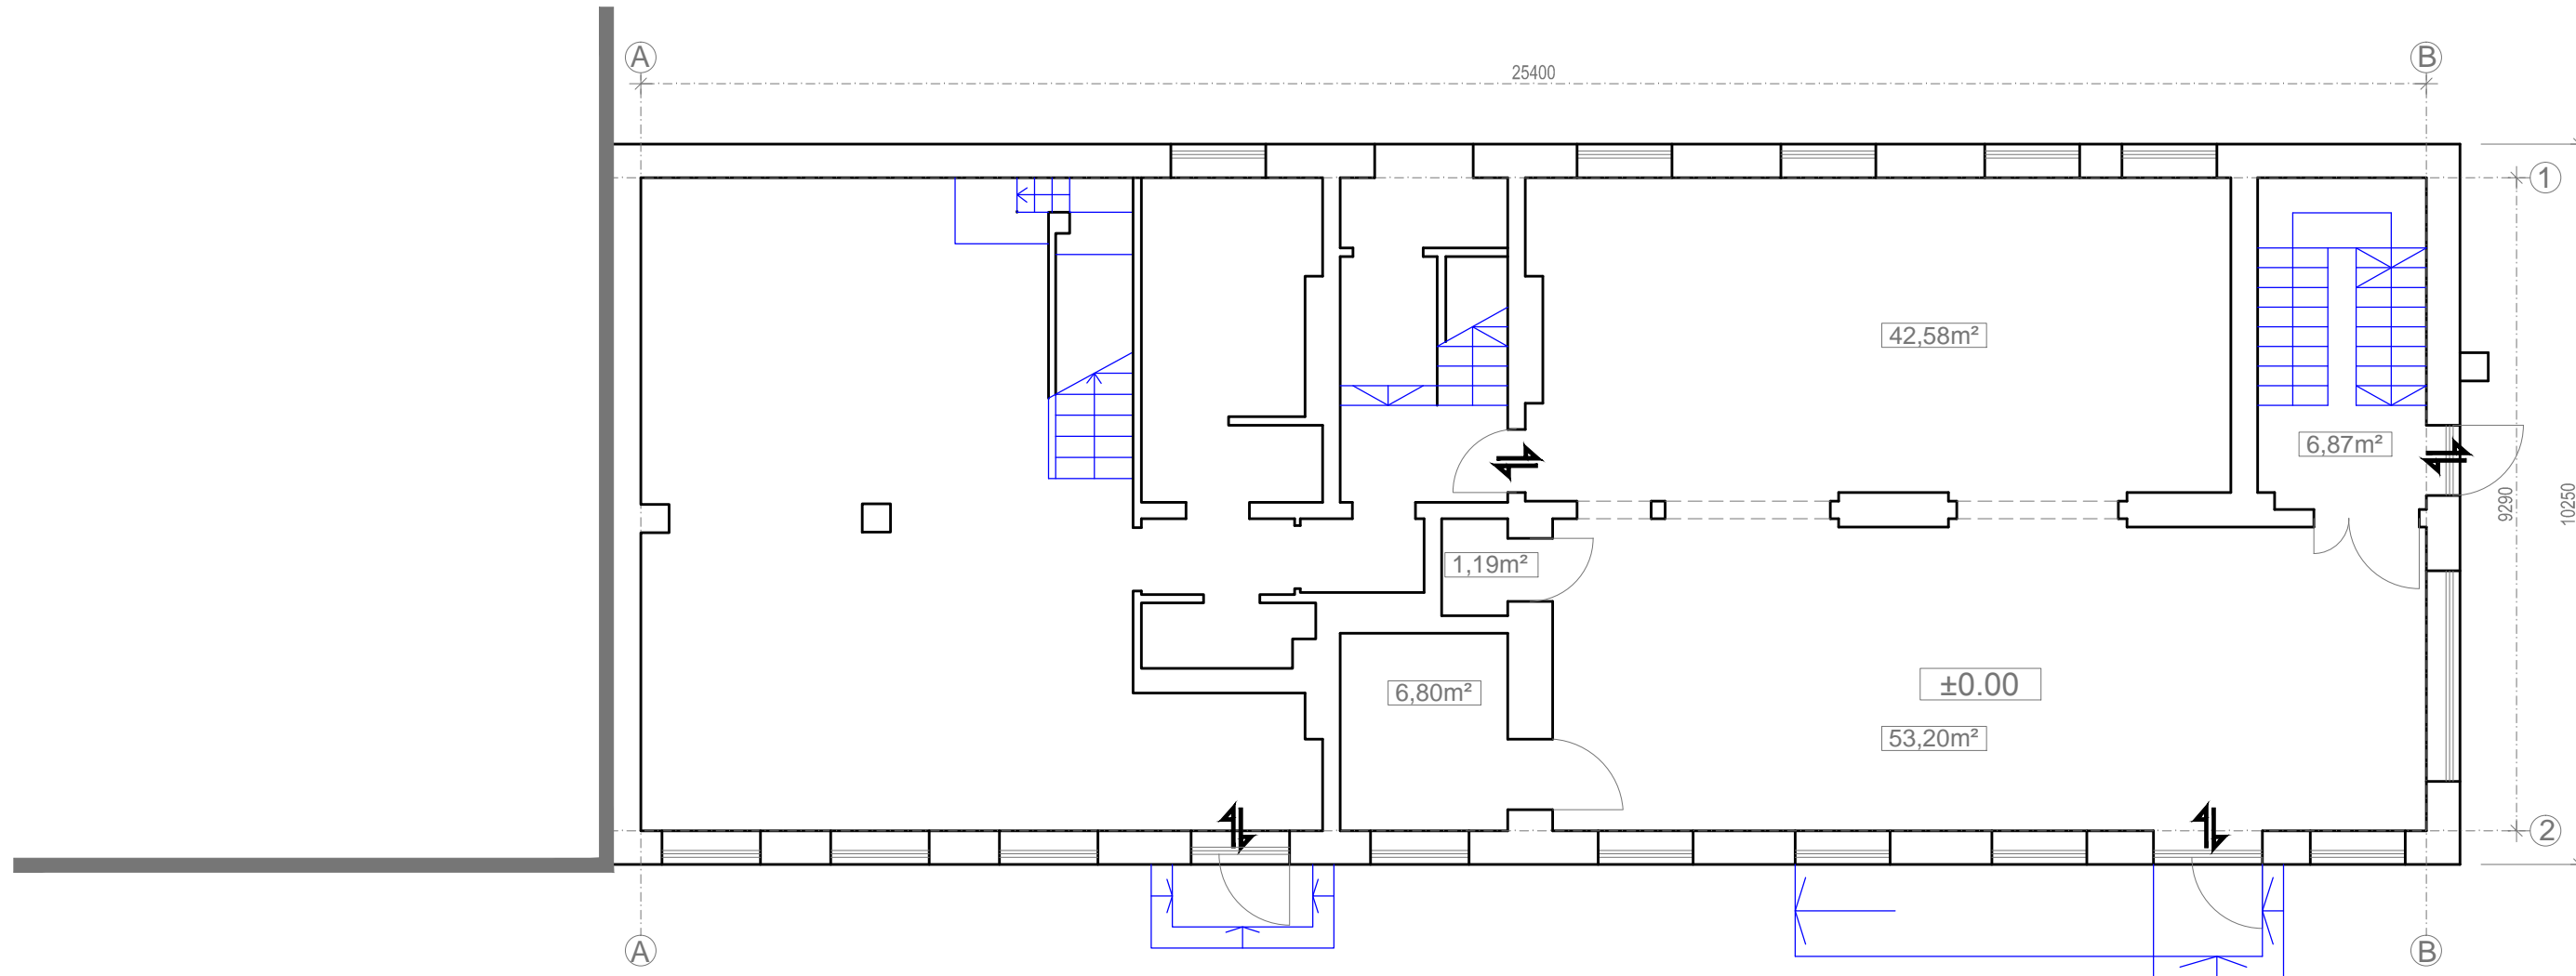 A
B
25400
1
42,58m²
6,87m²
9290
10250
1,19m²
6,80m²
±0.00
53,20m²
2
A
B